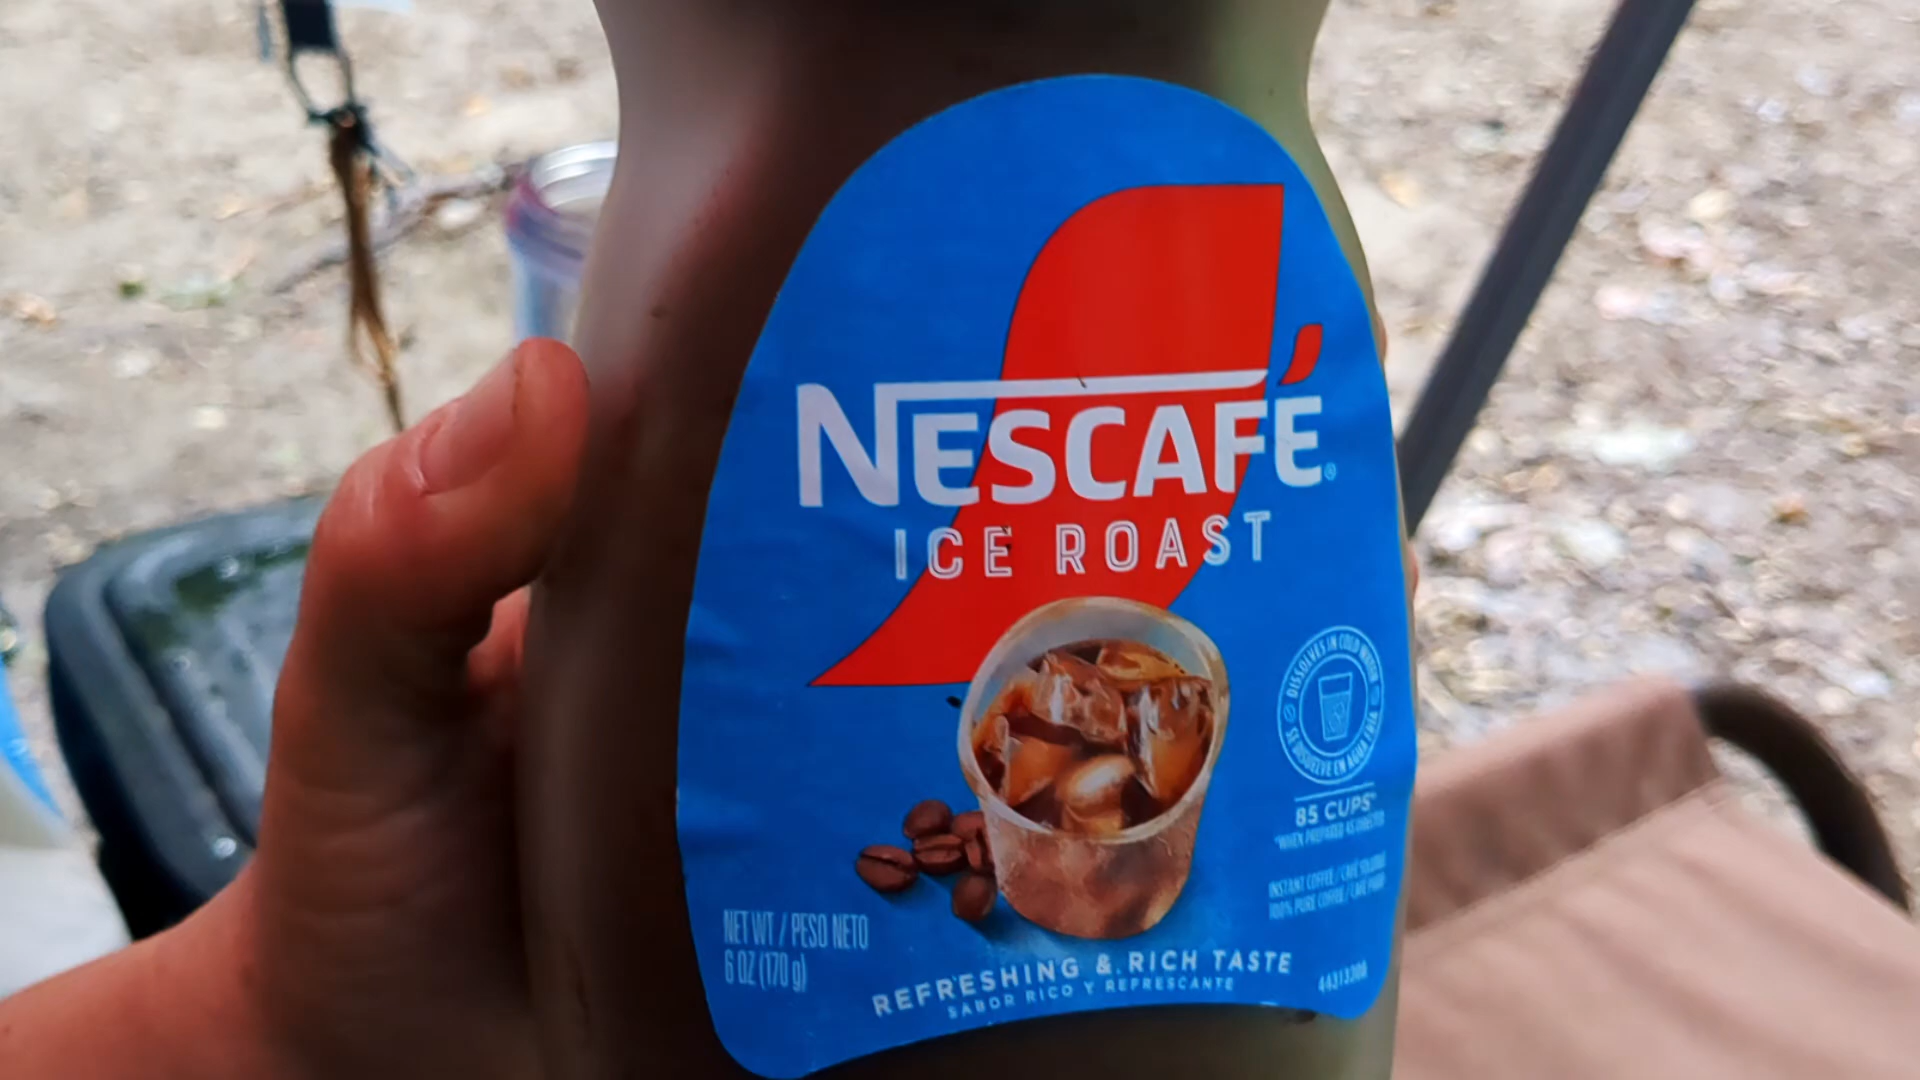 NESCAFÉ®
ICE ROAST
DISSOLVES IN COLD WATER
SE DISUELVE EN AGUA FRÍA
85 CUPS*
*WHEN PREPARED AS DIRECTED
INSTANT COFFEE / CAFÉ SOLUBLE
100% PURE COFFEE / CAFÉ PURO
NET WT / PESO NETO
6 OZ (170 g)
REFRESHING & RICH TASTE
SABOR RICO Y REFRESCANTE